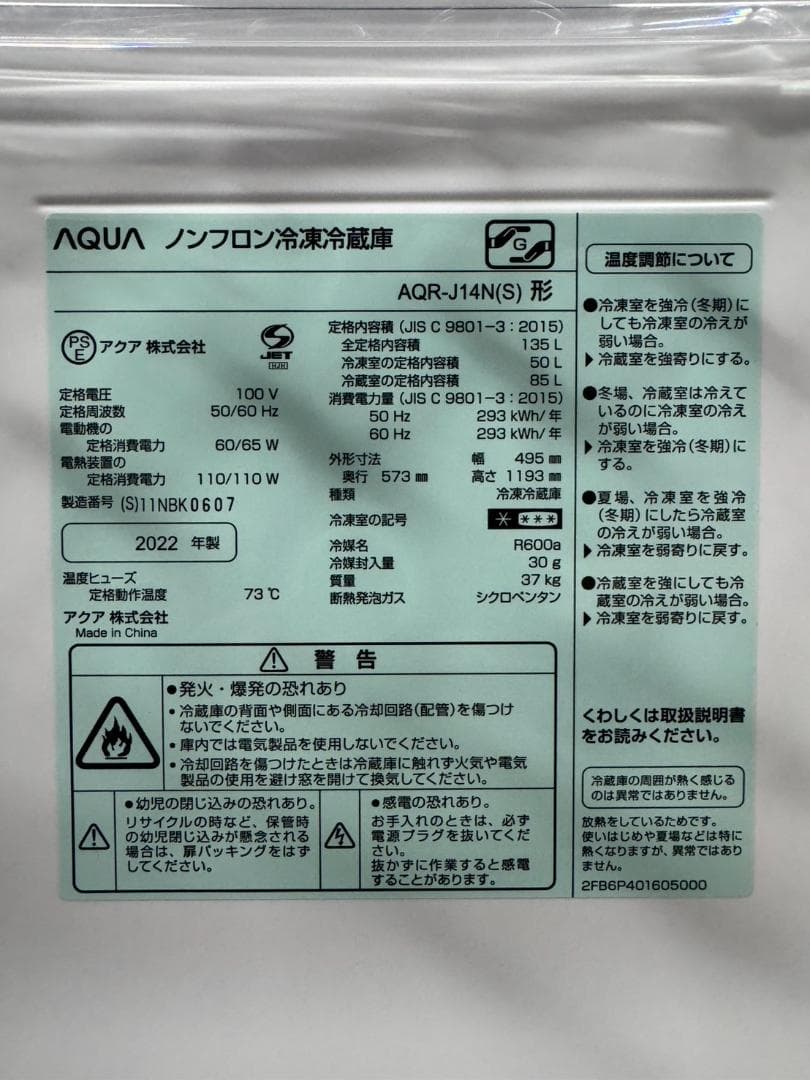 AQUA ノンフロン冷凍冷蔵庫
G
AQR-J14N(S) 形
PS
E
アクア 株式会社
JET
定格電圧 100 V
定格周波数 50/60 Hz
電動機の
定格消費電力 60/65 W
電熱装置の
定格消費電力 110/110 W
製造番号 (S)11NBK0607
2022 年製
温度ヒューズ
定格動作温度 73 ℃
アクア 株式会社
Made in China
定格内容積 (JIS C 9801-3：2015)
全定格内容積 135 L
冷凍室の定格内容積 50 L
冷蔵室の定格内容積 85 L
消費電力量 (JIS C 9801-3：2015)
50 Hz 293 kWh/年
60 Hz 293 kWh/年
外形寸法 幅 495 ㎜
奥行 573 ㎜ 高さ 1193 ㎜
種類 冷凍冷蔵庫
冷凍室の記号
冷媒名 R600a
冷媒封入量 30 g
質量 37 kg
断熱発泡ガス シクロペンタン
警告
●発火・爆発の恐れあり
・冷蔵庫の背面や側面にある冷却回路(配管)を傷つけ
ないでください。
・庫内では電気製品を使用しないでください。
・冷却回路を傷つけたときは冷蔵庫に触れず火気や電気
製品の使用を避け窓を開けて換気してください。
●幼児の閉じ込みの恐れあり。
リサイクルの時など、保管時
の幼児閉じ込みが懸念される
場合は、扉パッキングをはず
してください。
●感電の恐れあり。
お手入れのときは、必ず
電源プラグを抜いてくだ
さい。
抜かずに作業すると感電
することがあります。
温度調節について
●冷凍室を強冷(冬期)に
しても冷凍室の冷えが
弱い場合。
▶冷蔵室を強寄りにする。
●冬場、冷蔵室は冷えて
いるのに冷凍室の冷え
が弱い場合。
▶冷凍室を強冷(冬期)に
する。
●夏場、冷凍室を強冷
(冬期)にしたら冷蔵室
の冷えが弱い場合。
▶冷凍室を弱寄りに戻す。
●冷蔵室を強にしても冷
蔵室の冷えが弱い場合。
▶冷凍室を弱寄りに戻す。
くわしくは取扱説明書
をお読みください。
冷蔵庫の周囲が熱く感じる
のは異常ではありません。
放熱をしているためです。
使いはじめや夏場などは特に
熱くなりますが、異常ではあり
ません。
2FB6P401605000